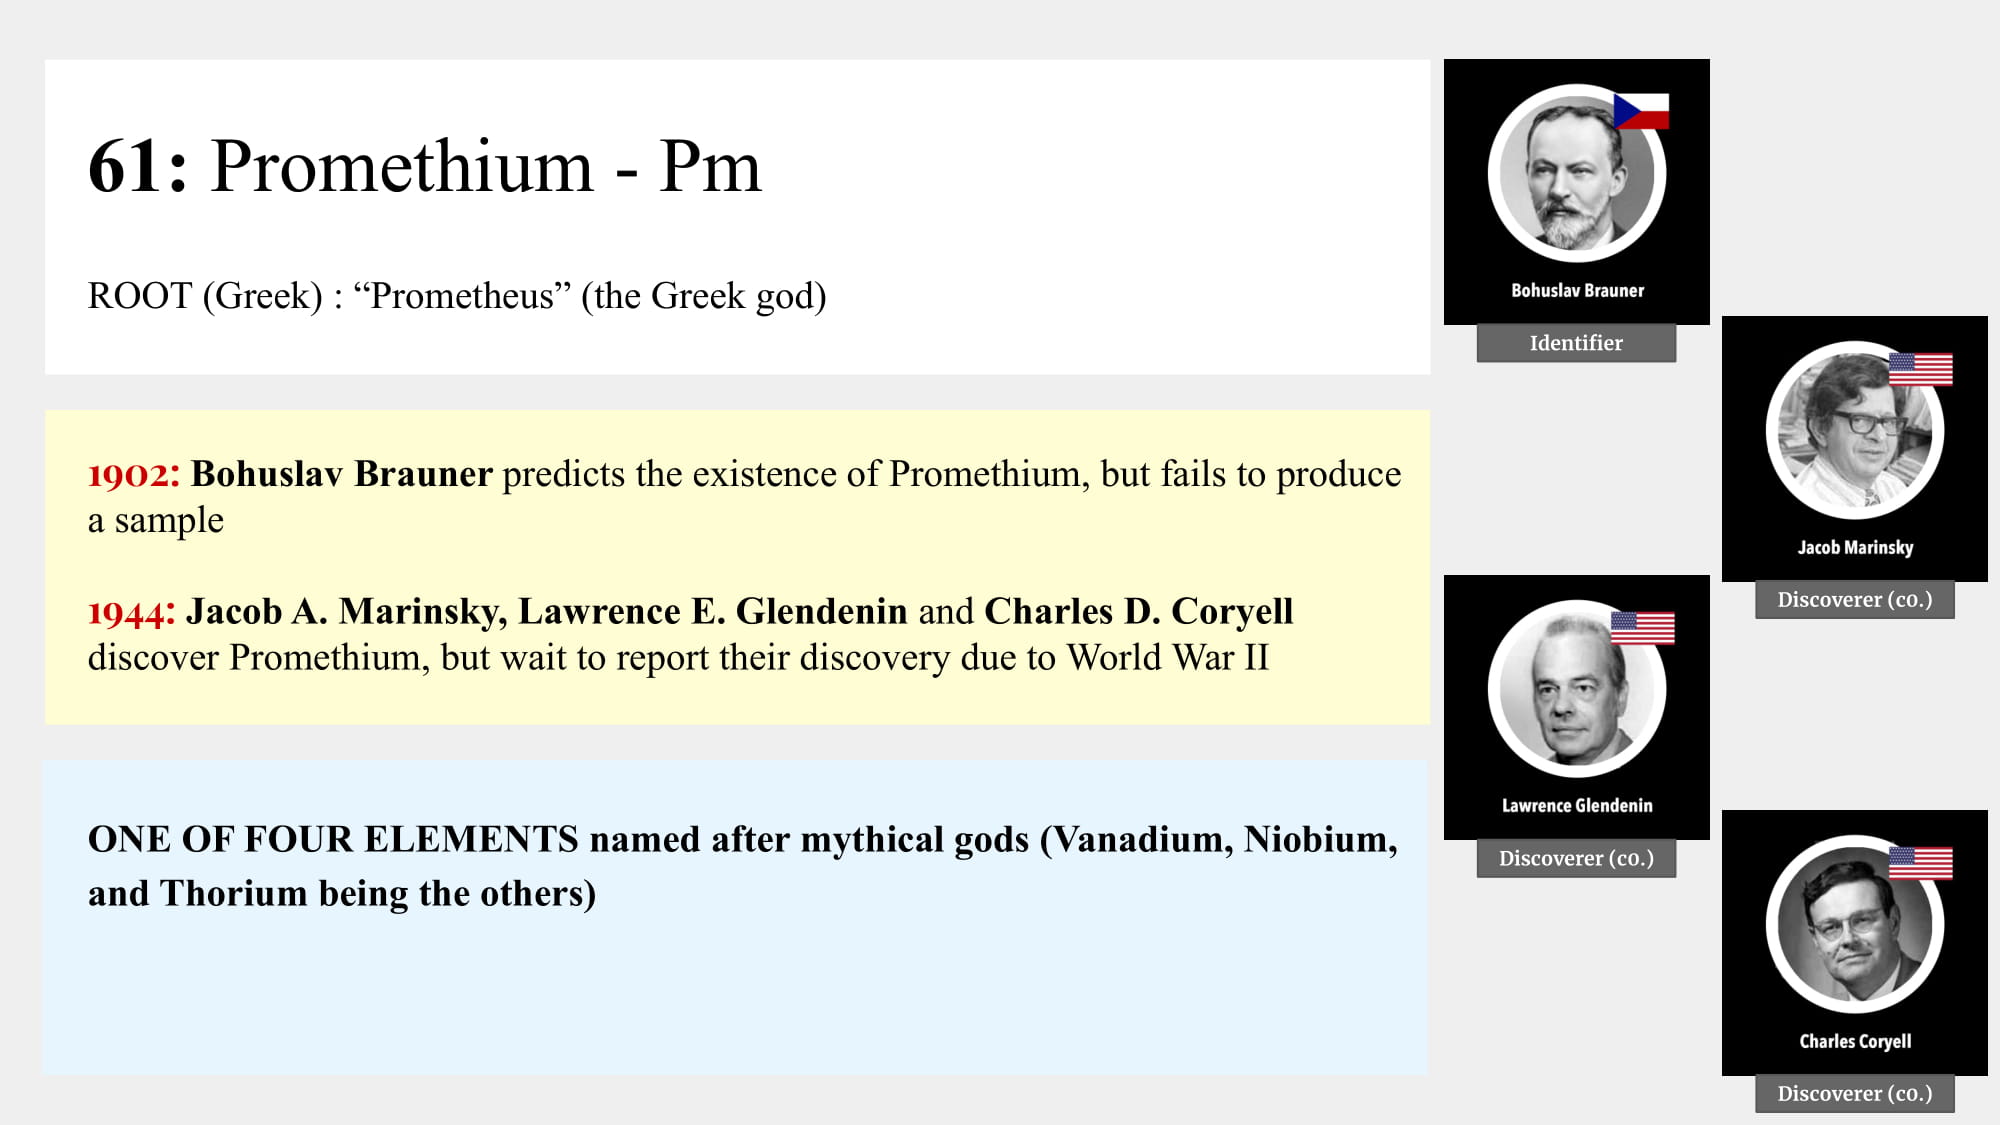 61: Promethium - Pm
ROOT (Greek) : “Prometheus” (the Greek god)
1902: Bohuslav Brauner predicts the existence of Promethium, but fails to produce
a sample
1944: Jacob A. Marinsky, Lawrence E. Glendenin and Charles D. Coryell
discover Promethium, but wait to report their discovery due to World War II
ONE OF FOUR ELEMENTS named after mythical gods (Vanadium, Niobium,
and Thorium being the others)
Bohuslav Brauner
Identifier
Jacob Marinsky
Discoverer (co.)
Lawrence Glendenin
Discoverer (co.)
Charles Coryell
Discoverer (co.)